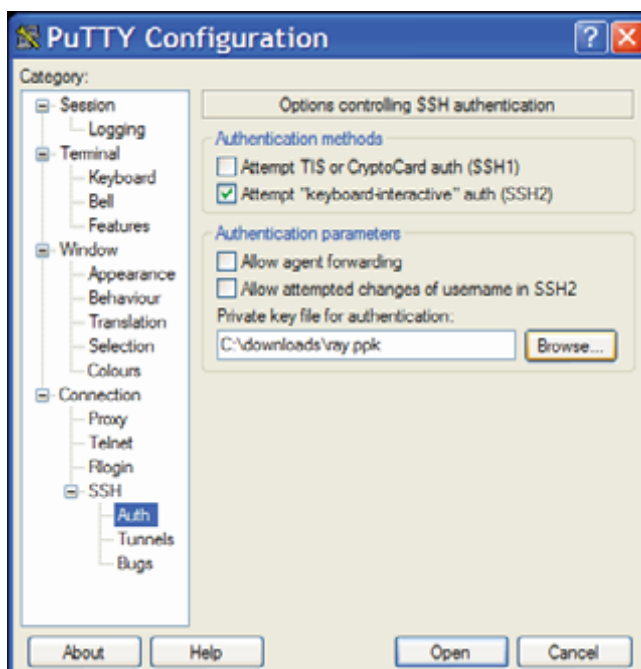 PuTTY Configuration
Category:
Session
Logging
Terminal
Keyboard
Bell
Features
Window
Appearance
Behaviour
Translation
Selection
Colours
Connection
Proxy
Telnet
Rlogin
SSH
Auth
Tunnels
Bugs
Options controlling SSH authentication
Authentication methods
Attempt TIS or CryptoCard auth (SSH1)
Attempt "keyboard-interactive" auth (SSH2)
Authentication parameters
Allow agent forwarding
Allow attempted changes of username in SSH2
Private key file for authentication:
C:\downloads\ray.ppk Browse...
About Help Open Cancel